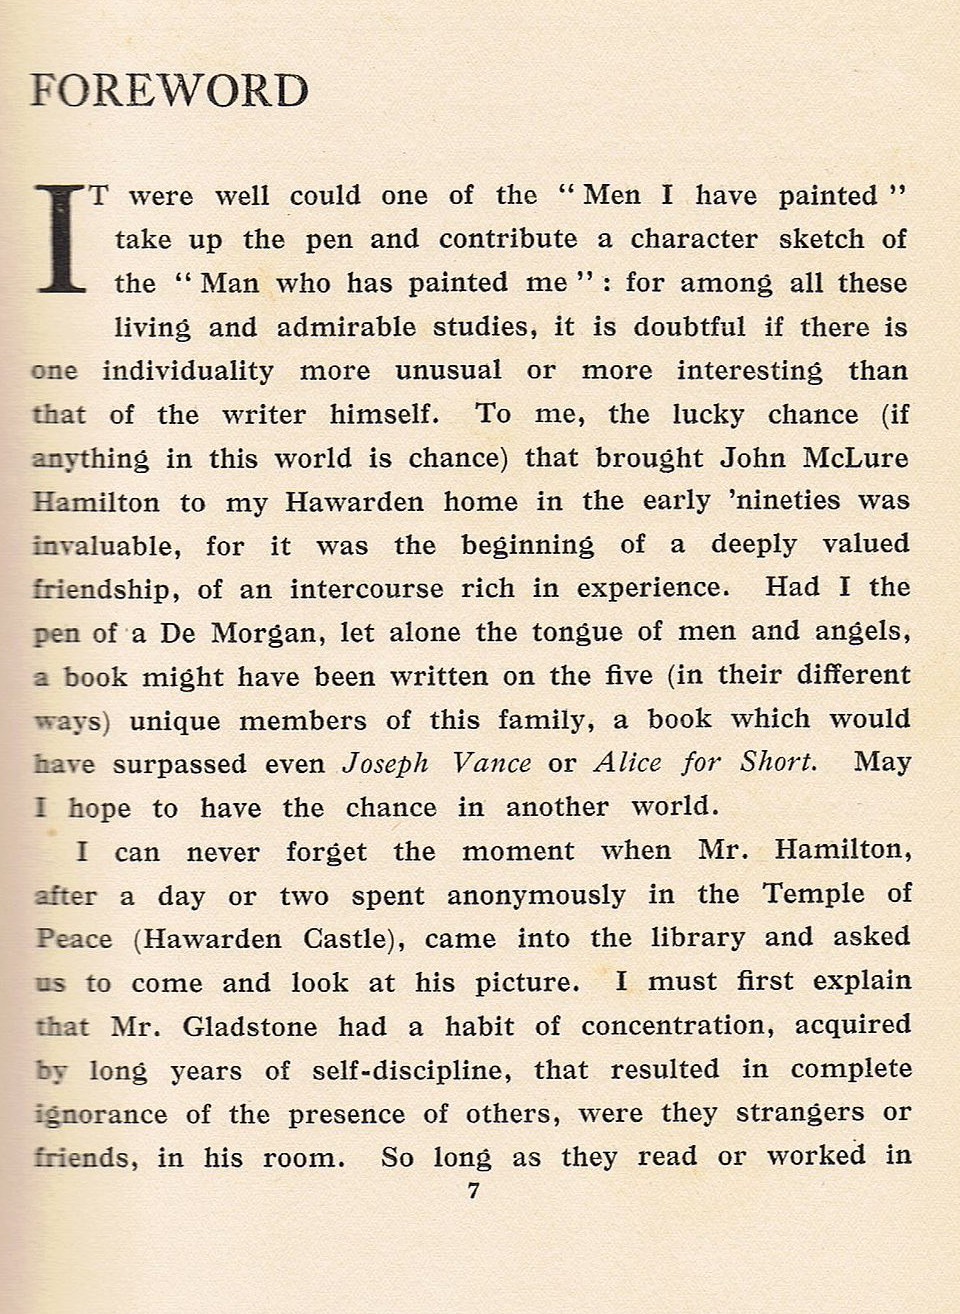 FOREWORD
IT were well could one of the “ Men I have painted ”
take up the pen and contribute a character sketch of
the “ Man who has painted me ” : for among all these
living and admirable studies, it is doubtful if there is
one individuality more unusual or more interesting than
that of the writer himself. To me, the lucky chance (if
anything in this world is chance) that brought John McLure
Hamilton to my Hawarden home in the early ’nineties was
invaluable, for it was the beginning of a deeply valued
friendship, of an intercourse rich in experience. Had I the
pen of a De Morgan, let alone the tongue of men and angels,
a book might have been written on the five (in their different
ways) unique members of this family, a book which would
have surpassed even Joseph Vance or Alice for Short. May
I hope to have the chance in another world.
I can never forget the moment when Mr. Hamilton,
after a day or two spent anonymously in the Temple of
Peace (Hawarden Castle), came into the library and asked
us to come and look at his picture. I must first explain
that Mr. Gladstone had a habit of concentration, acquired
by long years of self-discipline, that resulted in complete
ignorance of the presence of others, were they strangers or
friends, in his room. So long as they read or worked in
7